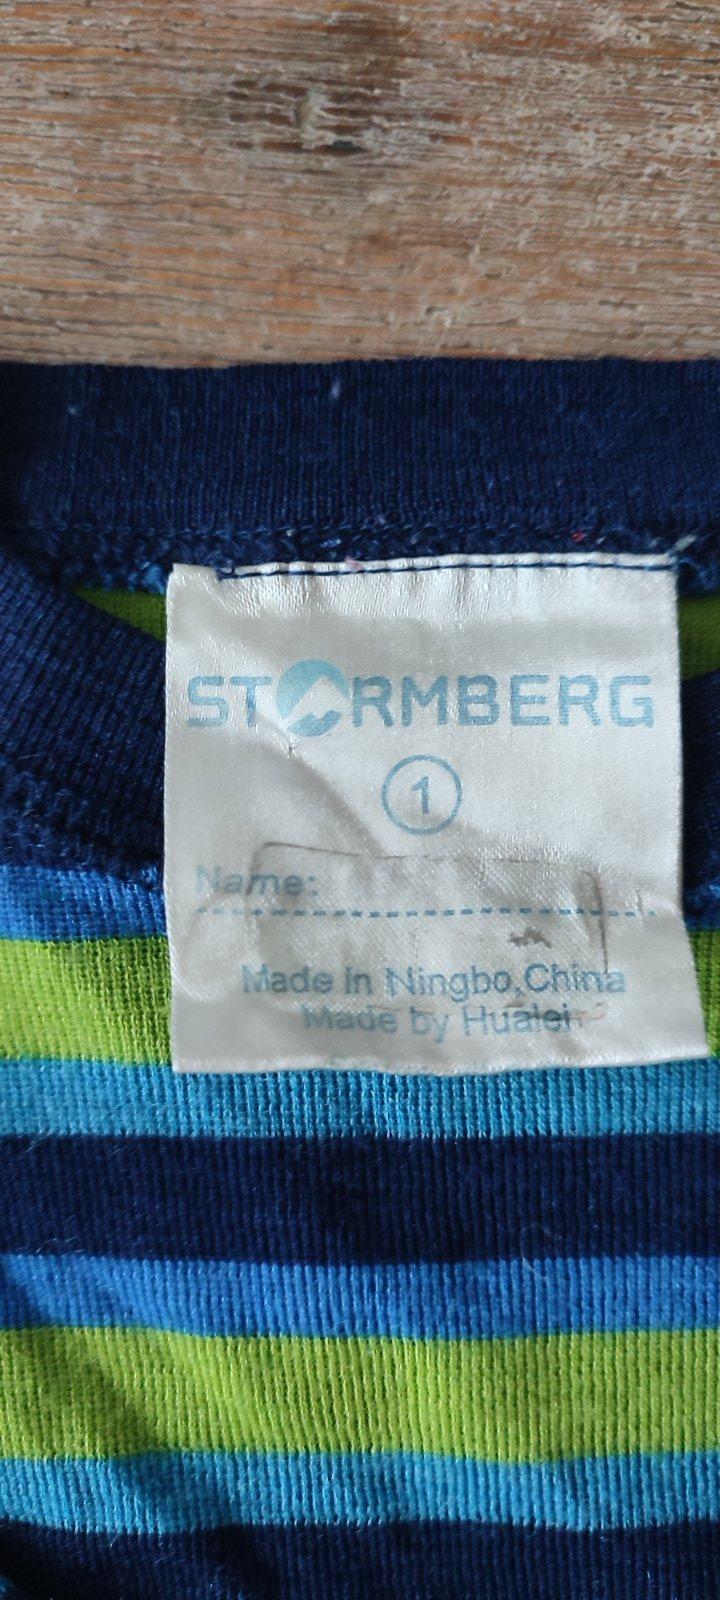 STORMBERG
1
Name:
Made in Ningbo,China
Made by Hualei